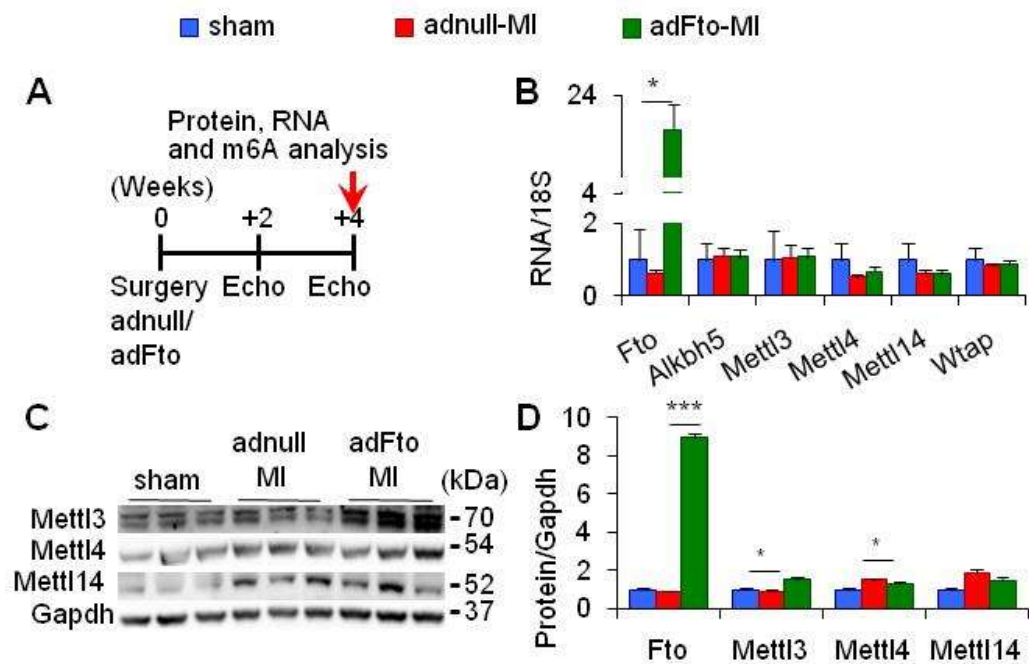 sham adnull-MI adFto-MI
A
Protein, RNA
and m6A analysis
(Weeks)
0 +2 +4
Surgery Echo Echo
adnull/
adFto
B
24
*
4
2
0
RNA/18S
Fto Alkbh5 Mettl3 Mettl4 Mettl14 Wtap
C
adnull adFto
sham MI MI (kDa)
Mettl3 -70
Mettl4 -54
Mettl14 -52
Gapdh -37
D
10
8
6
4
2
0
Protein/Gapdh
***
* *
Fto Mettl3 Mettl4 Mettl14